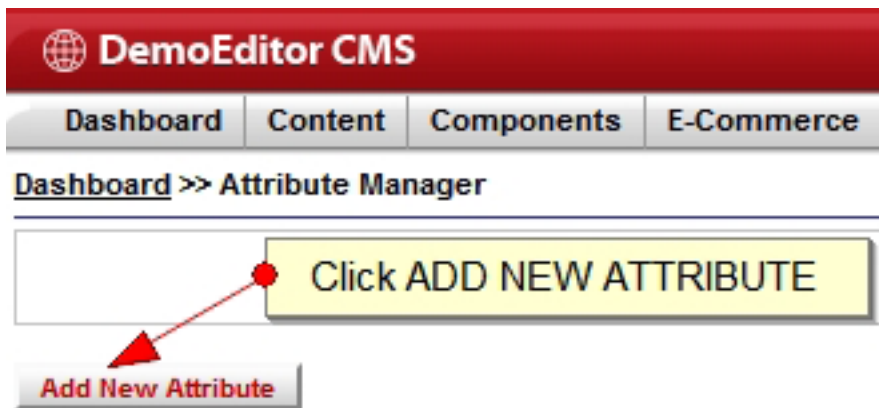 DemoEditor CMS
Dashboard Content Components E-Commerce
Dashboard >> Attribute Manager
Click ADD NEW ATTRIBUTE
Add New Attribute